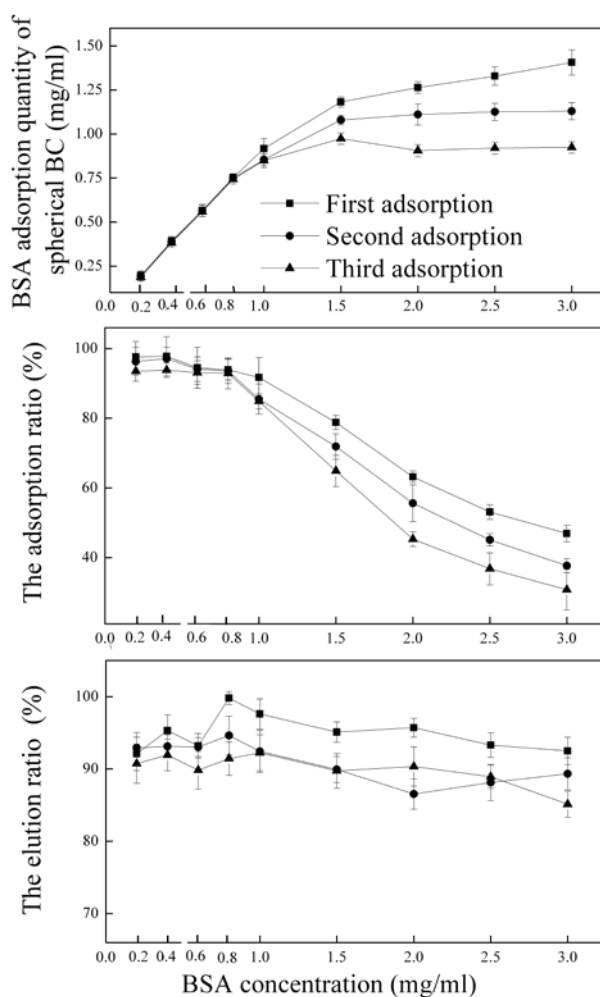 BSA adsorption quantity of
spherical BC (mg/ml)
1.50
1.25
1.00
0.75
0.50
0.25
First adsorption
Second adsorption
Third adsorption
0.0 0.2 0.4 0.6 0.8 1.0 1.5 2.0 2.5 3.0
The adsorption ratio (%)
100
80
60
40
0.0 0.2 0.4 0.6 0.8 1.0 1.5 2.0 2.5 3.0
The elution ratio (%)
100
90
80
70
0.0 0.2 0.4 0.6 0.8 1.0 1.5 2.0 2.5 3.0
BSA concentration (mg/ml)